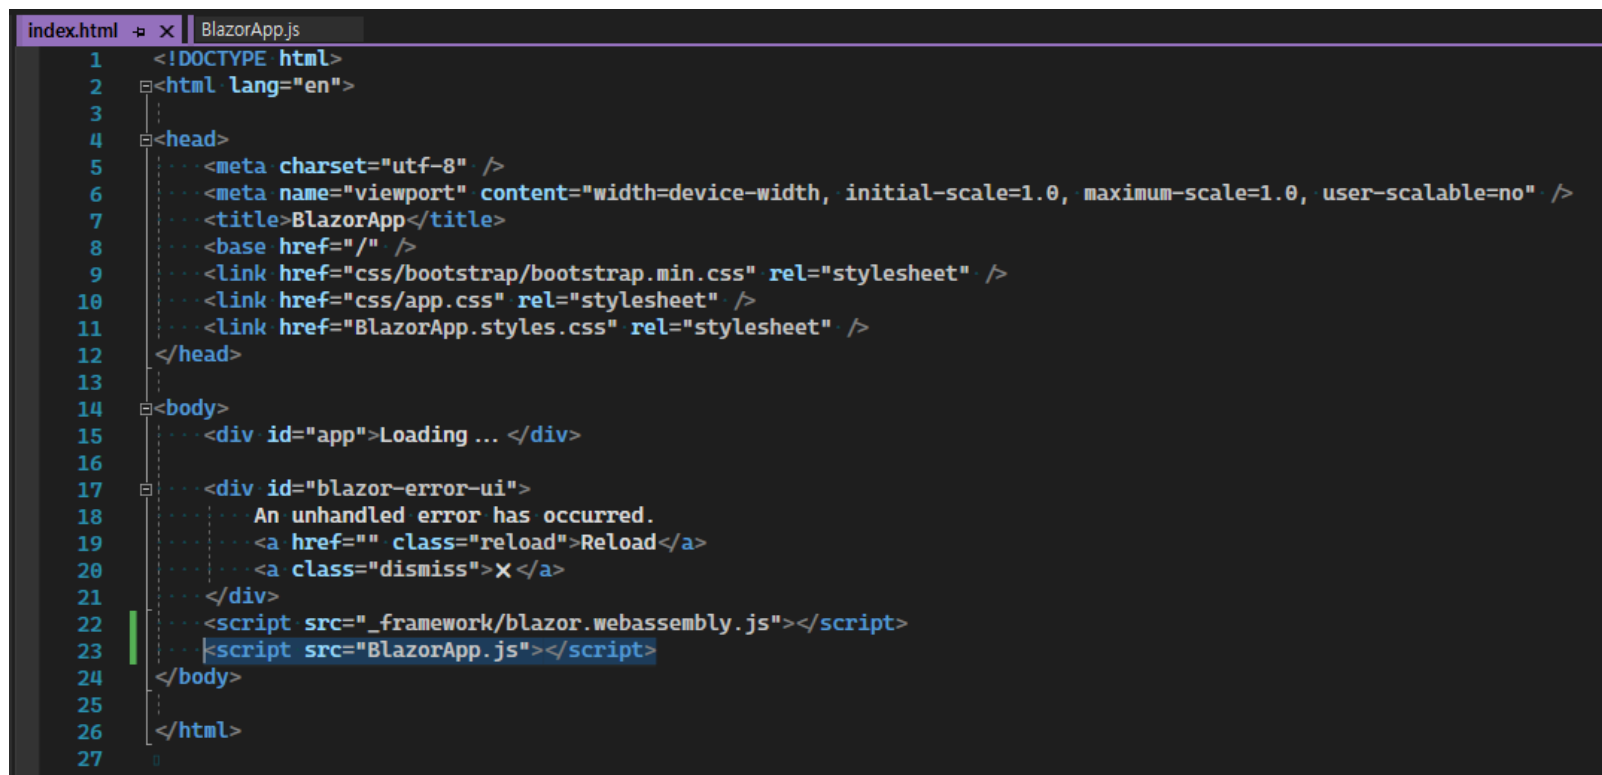 index.html BlazorApp.js
1 <!DOCTYPE html>
2 <html lang="en">
3
4 <head>
5 <meta charset="utf-8" />
6 <meta name="viewport" content="width=device-width, initial-scale=1.0, maximum-scale=1.0, user-scalable=no" />
7 <title>BlazorApp</title>
8 <base href="/" />
9 <link href="css/bootstrap/bootstrap.min.css" rel="stylesheet" />
10 <link href="css/app.css" rel="stylesheet" />
11 <link href="BlazorApp.styles.css" rel="stylesheet" />
12 </head>
13
14 <body>
15 <div id="app">Loading...</div>
16
17 <div id="blazor-error-ui">
18 An unhandled error has occurred.
19 <a href="" class="reload">Reload</a>
20 <a class="dismiss">🗙</a>
21 </div>
22 <script src="_framework/blazor.webassembly.js"></script>
23 <script src="BlazorApp.js"></script>
24 </body>
25
26 </html>
27